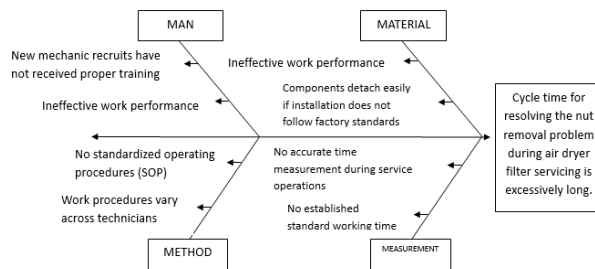 MAN
MATERIAL
New mechanic recruits have
not received proper training
Ineffective work performance
Ineffective work performance
Components detach easily
if installation does not
follow factory standards
Cycle time for
resolving the nut
removal problem
during air dryer
filter servicing is
excessively long.
No standardized operating
procedures (SOP)
Work procedures vary
across technicians
No accurate time
measurement during service
operations
No established
standard working time
METHOD
MEASUREMENT